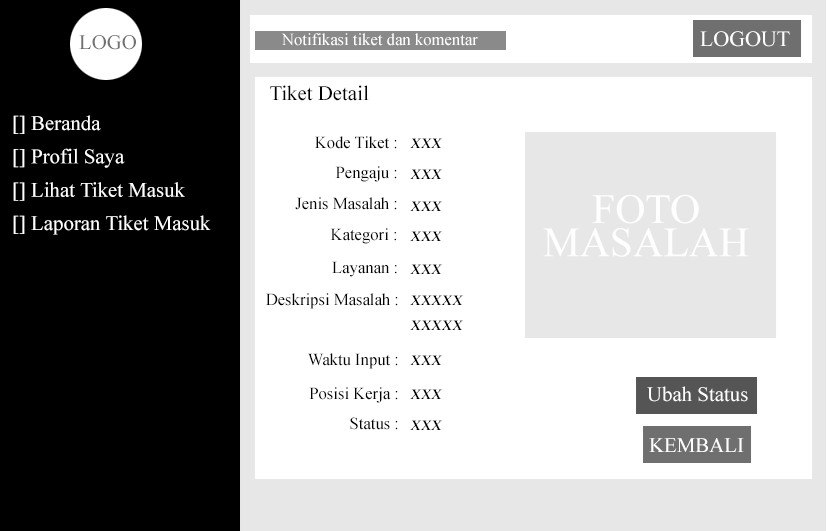 LOGO
[] Beranda
[] Profil Saya
[] Lihat Tiket Masuk
[] Laporan Tiket Masuk
Notifikasi tiket dan komentar
LOGOUT
Tiket Detail
Kode Tiket : XXX
Pengaju : XXX
Jenis Masalah : XXX
Kategori : XXX
Layanan : XXX
Deskripsi Masalah : XXXXX
XXXXX
Waktu Input : XXX
Posisi Kerja : XXX
Status : XXX
FOTO
MASALAH
Ubah Status
KEMBALI